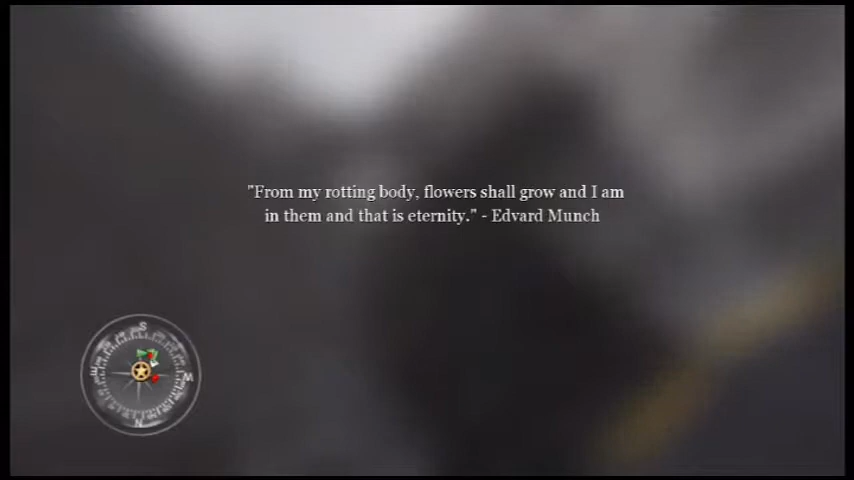 "From my rotting body, flowers shall grow and I am
in them and that is eternity." - Edvard Munch
S
E
W
N